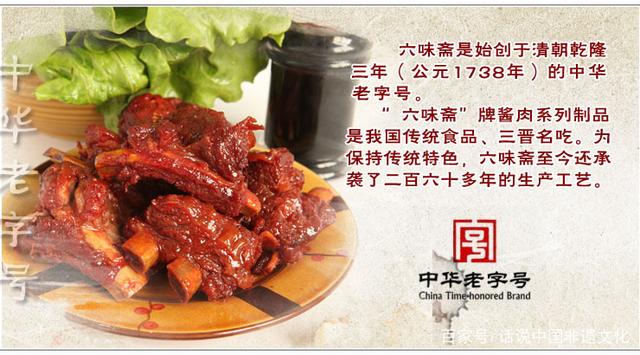 中华老字号
六味斋是始创于清朝乾隆
三年（公元1738年）的中华
老字号。
“六味斋”牌酱肉系列制品
是我国传统食品、三晋名吃。为
保持传统特色，六味斋至今还承
袭了二百六十多年的生产工艺。
中华老字号
China Time-honored Brand
百家号/话说中国非遗文化